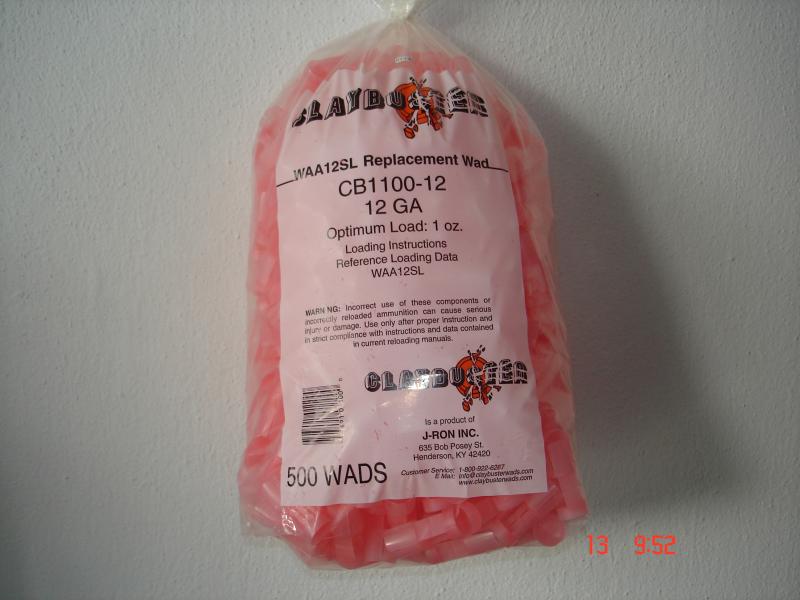 CLAYBUSTER
WAA12SL Replacement Wad
CB1100-12
12 GA
Optimum Load: 1 oz.
Loading Instructions
Reference Loading Data
WAA12SL
WARNING: Incorrect use of these components or
incorrectly reloaded ammunition can cause serious
injury or damage. Use only after proper instruction and
in strict compliance with instructions and data contained
in current reloading manuals.
CLAYBUSTER
Is a product of
J-RON INC.
635 Bob Posey St.
Henderson, KY 42420
Customer Service: 1-800-922-6287
E Mail: info@claybusterwads.com
www.claybusterwads.com
500 WADS
13 9:52